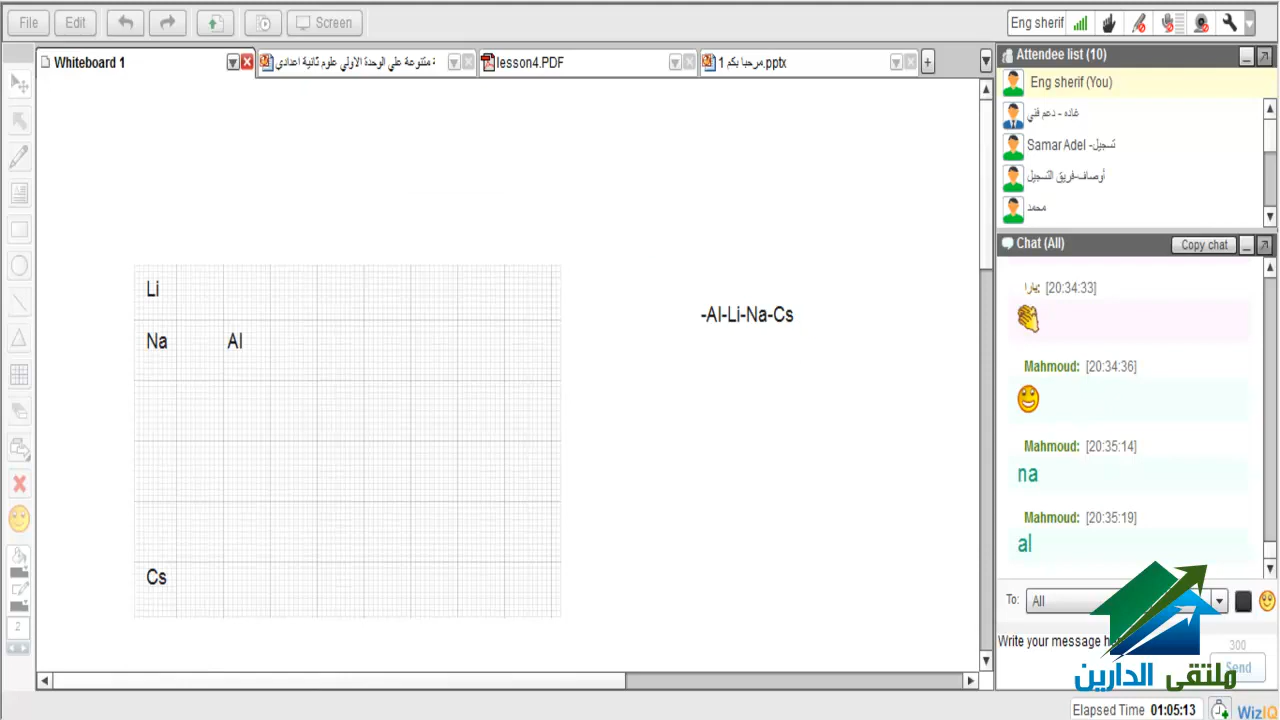 File Edit Screen
Eng sherif
Whiteboard 1
ة متنوعة علي الوحدة الاولي علوم ثانية اعدادي
lesson4.PDF
مرحبا بكم 1.pptx
Attendee list (10)
Eng sherif (You)
غاده - دعم فني
Samar Adel -تسجيل
أوصاف-فريق التسجيل
محمد
Chat (All)
Copy chat
يارا: [20:34:33]
Mahmoud: [20:34:36]
Mahmoud: [20:35:14]
na
Mahmoud: [20:35:19]
al
Li
Na Al
Cs
-Al-Li-Na-Cs
2
To: All
Write your message h
300
Send
ملتقى الدارين
Elapsed Time 01:05:13
WizIQ